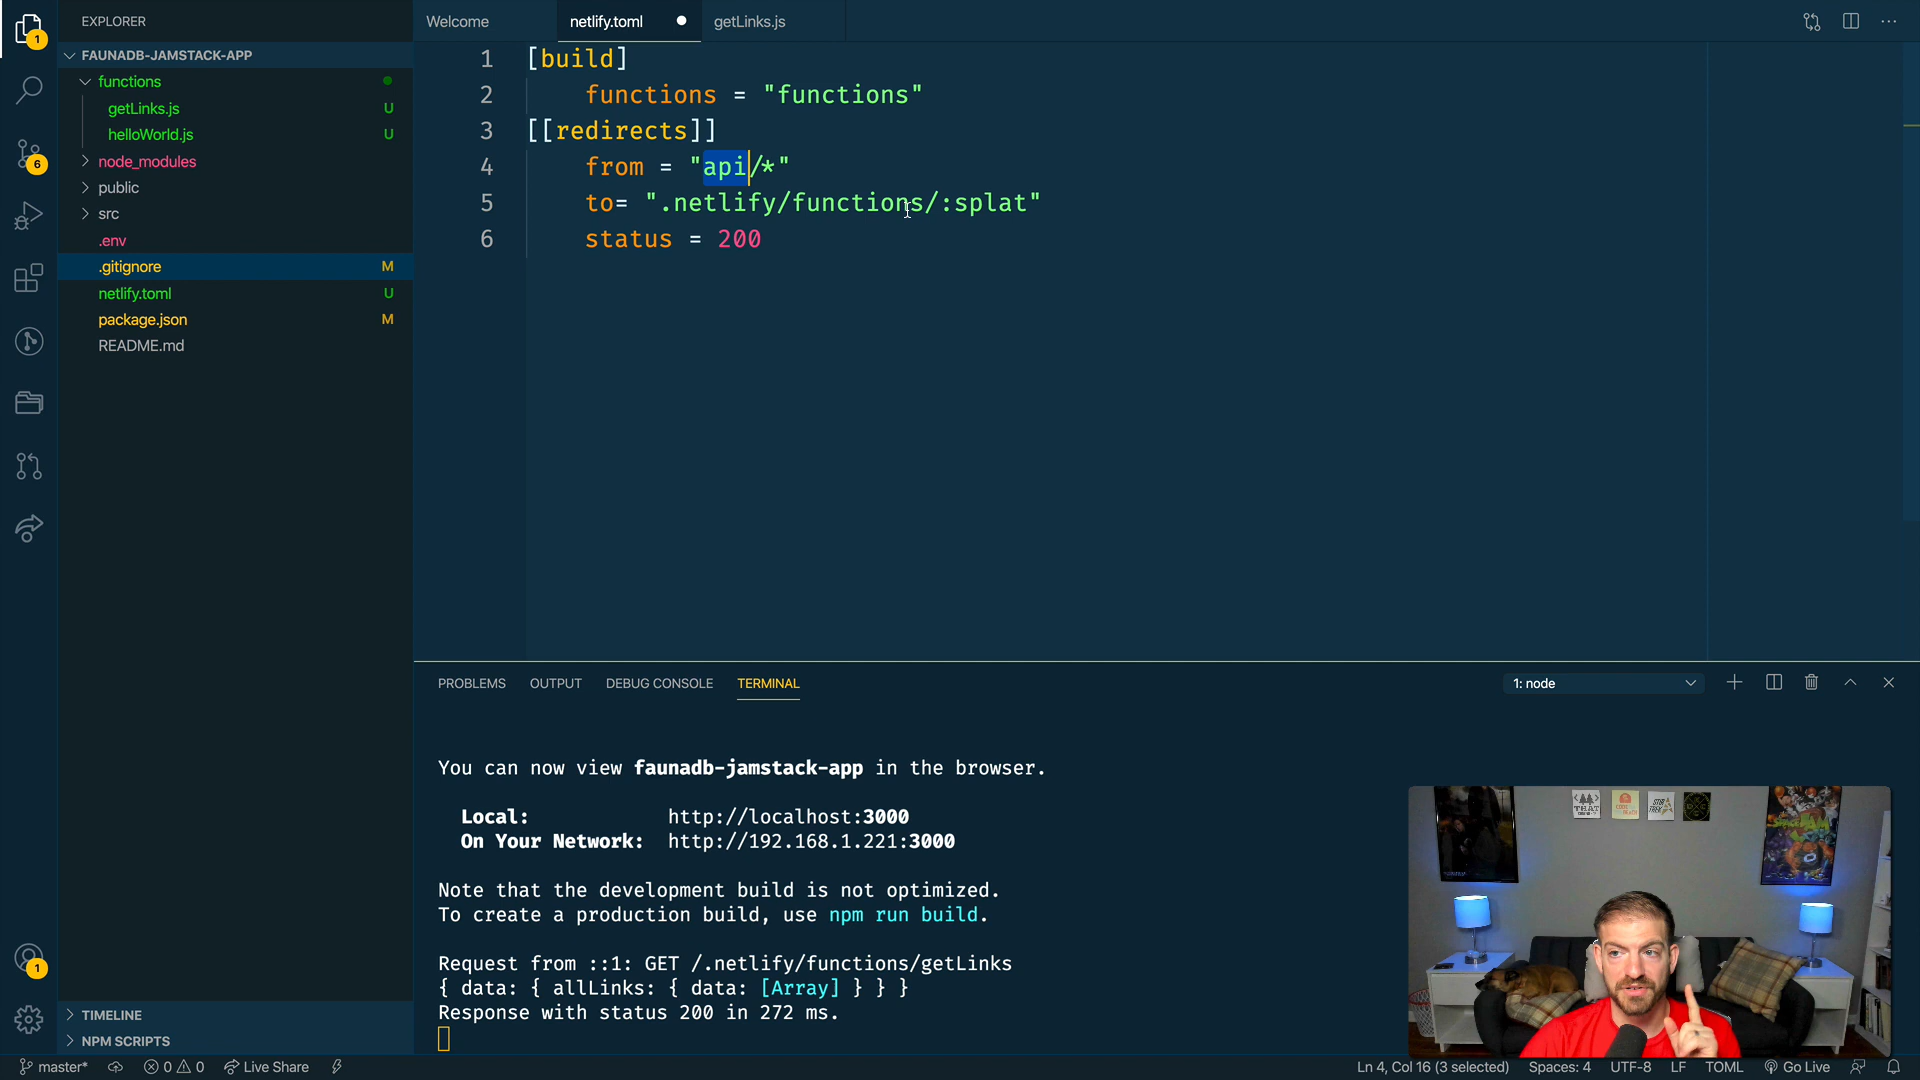 EXPLORER
FAUNADB-JAMSTACK-APP
functions
getLinks.js U
helloWorld.js U
node_modules
public
src
.env
.gitignore M
netlify.toml U
package.json M
README.md
TIMELINE
NPM SCRIPTS
1
6
1
Welcome netlify.toml getLinks.js
1 [build]
2 functions = "functions"
3 [[redirects]]
4 from = "api/*"
5 to= ".netlify/functions/:splat"
6 status = 200
PROBLEMS OUTPUT DEBUG CONSOLE TERMINAL 1: node
You can now view faunadb-jamstack-app in the browser.
Local: http://localhost:3000
On Your Network: http://192.168.1.221:3000
Note that the development build is not optimized.
To create a production build, use npm run build.
Request from ::1: GET /.netlify/functions/getLinks
{ data: { allLinks: { data: [Array] } } }
Response with status 200 in 272 ms.
master* 0 0 Live Share Ln 4, Col 16 (3 selected) Spaces: 4 UTF-8 LF TOML Go Live